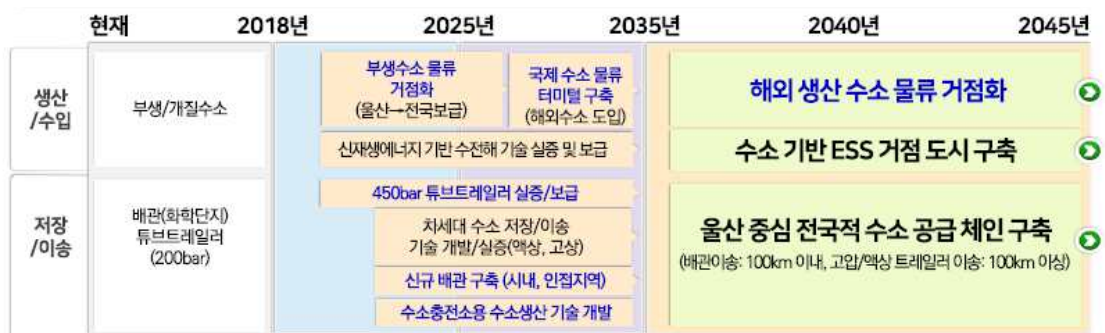 현재 2018년 2025년 2035년 2040년 2045년
생산
/수입
부생/개질수소
부생수소 물류
거점화
(울산→전국보급)
국제 수소 물류
터미털 구축
(해외수소 도입)
해외 생산 수소 물류 거점화
신재생에너지 기반 수전해 기술 실증 및 보급
수소 기반 ESS 거점 도시 구축
저장
/이송
배관(화학단지)
튜브트레일러
(200bar)
450bar 튜브트레일러 실증/보급
차세대 수소 저장/이송
기술 개발/실증(액상, 고상)
신규 배관 구축 (시내, 인접지역)
수소충전소용 수소생산 기술 개발
울산 중심 전국적 수소 공급 체인 구축
(배관이송: 100km 이내, 고압/액상 트레일러 이송: 100km 이상)